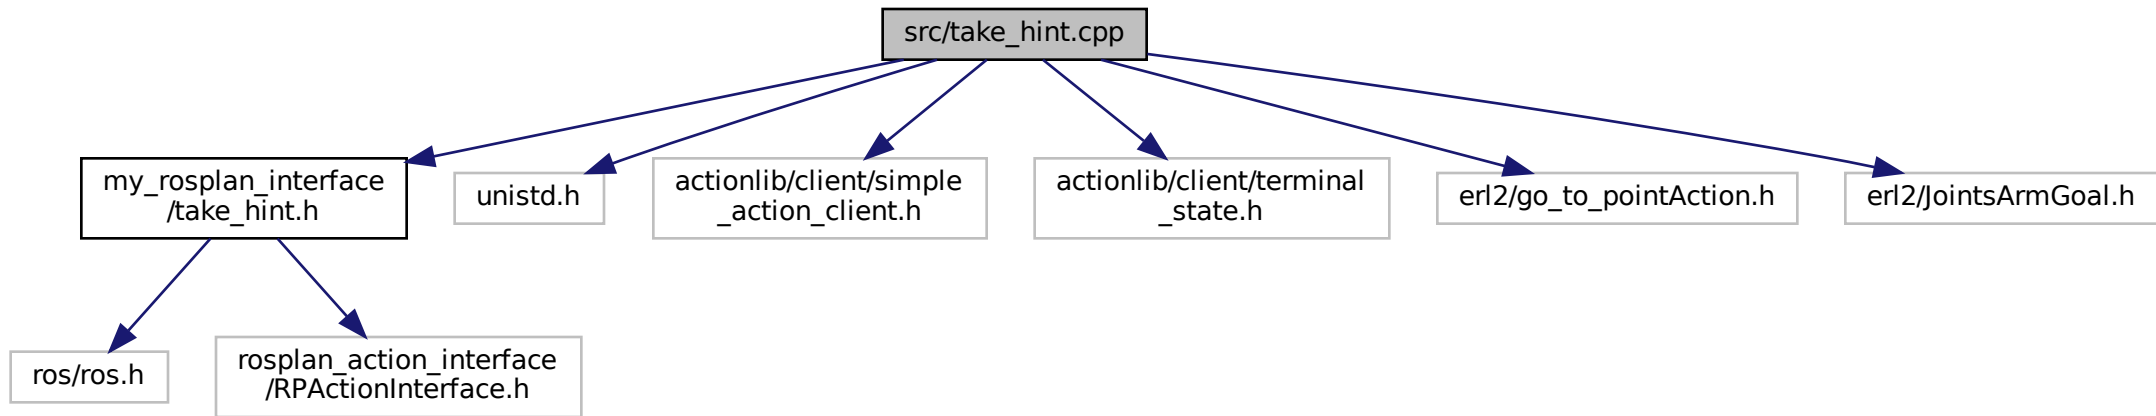 src/take_hint.cpp
my_rosplan_interface
/take_hint.h
unistd.h
actionlib/client/simple
_action_client.h
actionlib/client/terminal
_state.h
erl2/go_to_pointAction.h
erl2/JointsArmGoal.h
ros/ros.h
rosplan_action_interface
/RPActionInterface.h